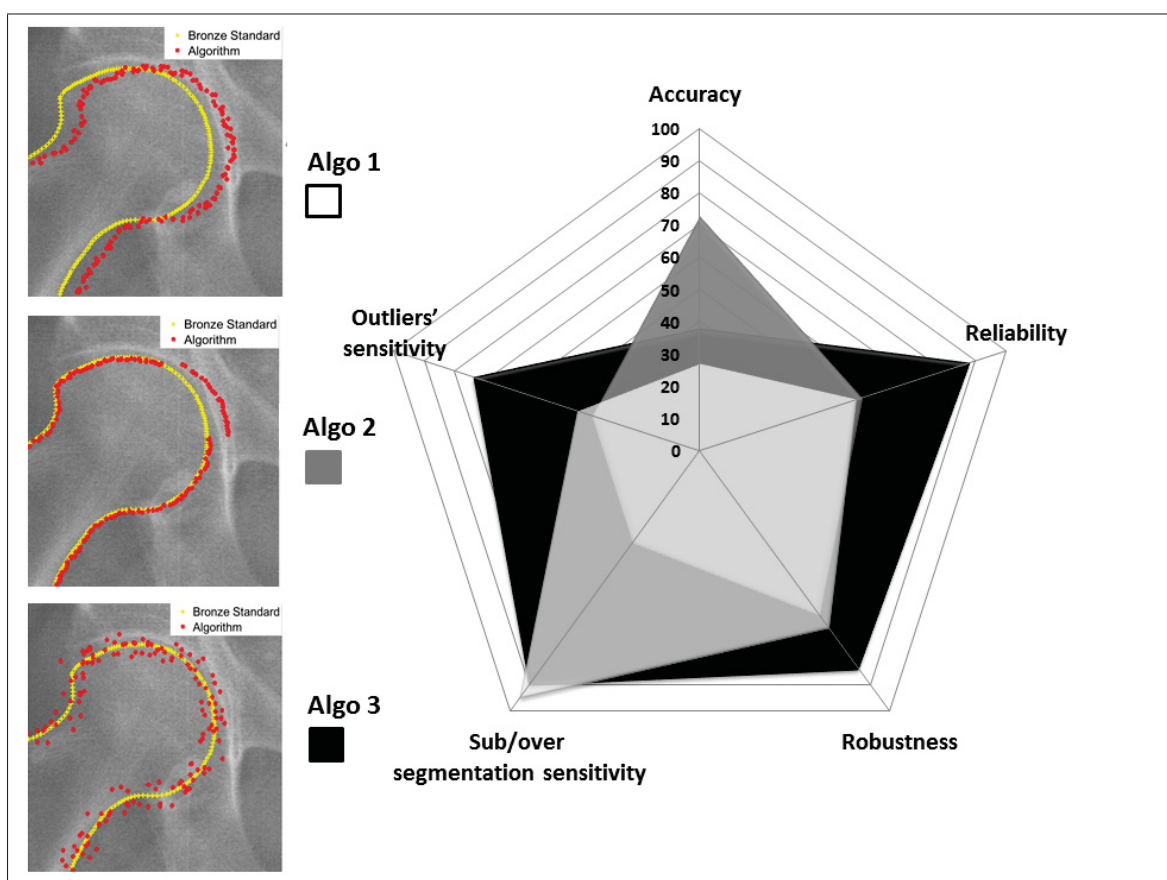 Bronze Standard
Algorithm
Algo 1
Bronze Standard
Algorithm
Algo 2
Bronze Standard
Algorithm
Algo 3
Accuracy
100
90
80
70
60
50
40
30
20
10
0
Reliability
Outliers’
sensitivity
Sub/over
segmentation sensitivity
Robustness